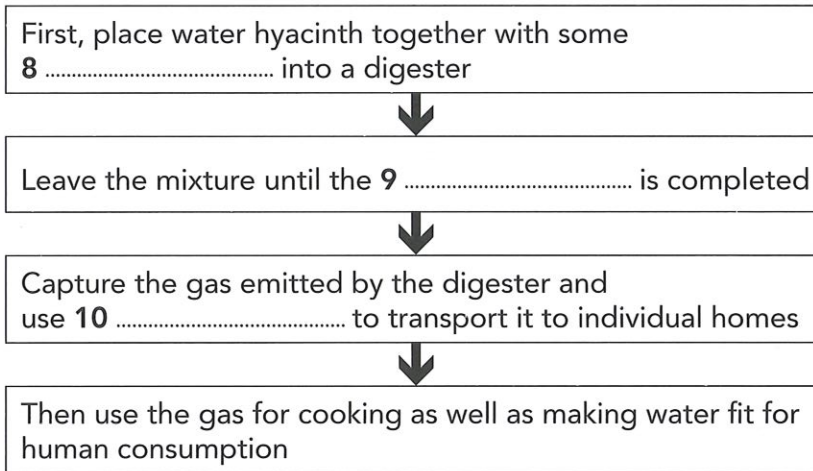 First, place water hyacinth together with some
8 ........................................ into a digester
Leave the mixture until the 9 ........................................ is completed
Capture the gas emitted by the digester and
use 10 ........................................ to transport it to individual homes
Then use the gas for cooking as well as making water fit for
human consumption